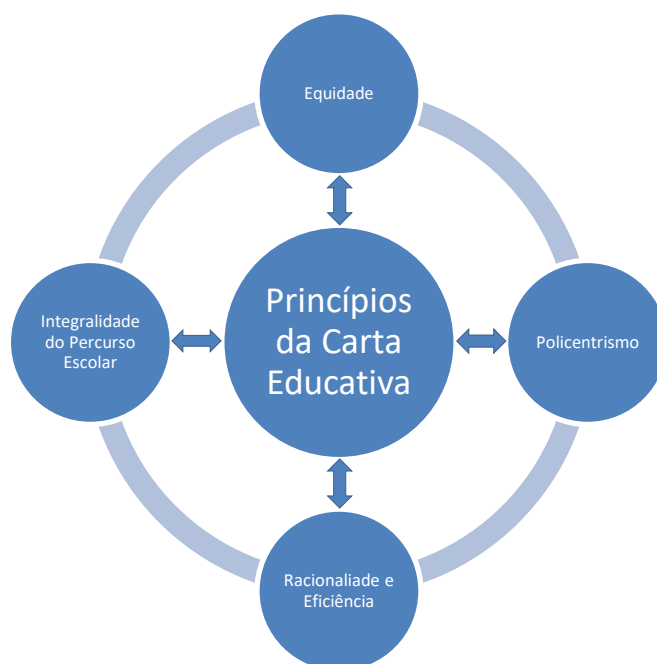 Equidade
Princípios
da Carta
Educativa
Integralidade
do Percurso
Escolar
Policentrismo
Racionaliade e
Eficiência